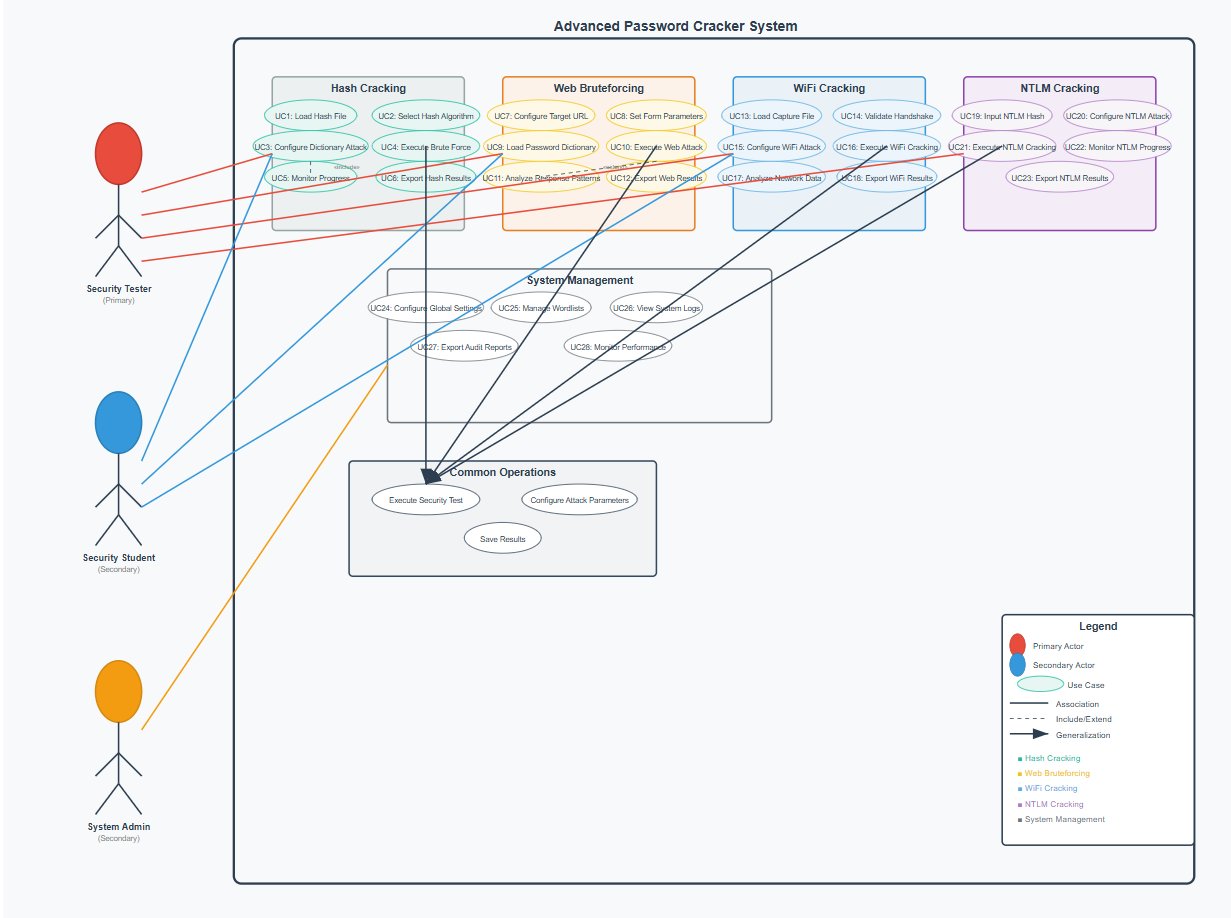 Advanced Password Cracker System
Hash Cracking
UC1: Load Hash File
UC2: Select Hash Algorithm
UC3: Configure Dictionary Attack
UC4: Execute Brute Force
«includes»
UC5: Monitor Progress
UC6: Export Hash Results
Web Bruteforcing
UC7: Configure Target URL
UC8: Set Form Parameters
UC9: Load Password Dictionary
UC10: Execute Web Attack
UC11: Analyze Response Patterns
UC12: Export Web Results
WiFi Cracking
UC13: Load Capture File
UC14: Validate Handshake
UC15: Configure WiFi Attack
UC16: Execute WiFi Cracking
UC17: Analyze Network Data
UC18: Export WiFi Results
NTLM Cracking
UC19: Input NTLM Hash
UC20: Configure NTLM Attack
UC21: Execute NTLM Cracking
UC22: Monitor NTLM Progress
UC23: Export NTLM Results
Security Tester
(Primary)
System Management
UC24: Configure Global Settings
UC25: Manage Wordlists
UC26: View System Logs
UC27: Export Audit Reports
UC28: Monitor Performance
Common Operations
Execute Security Test
Configure Attack Parameters
Save Results
Security Student
(Secondary)
System Admin
(Secondary)
Legend
Primary Actor
Secondary Actor
Use Case
Association
Include/Extend
Generalization
Hash Cracking
Web Bruteforcing
WiFi Cracking
NTLM Cracking
System Management